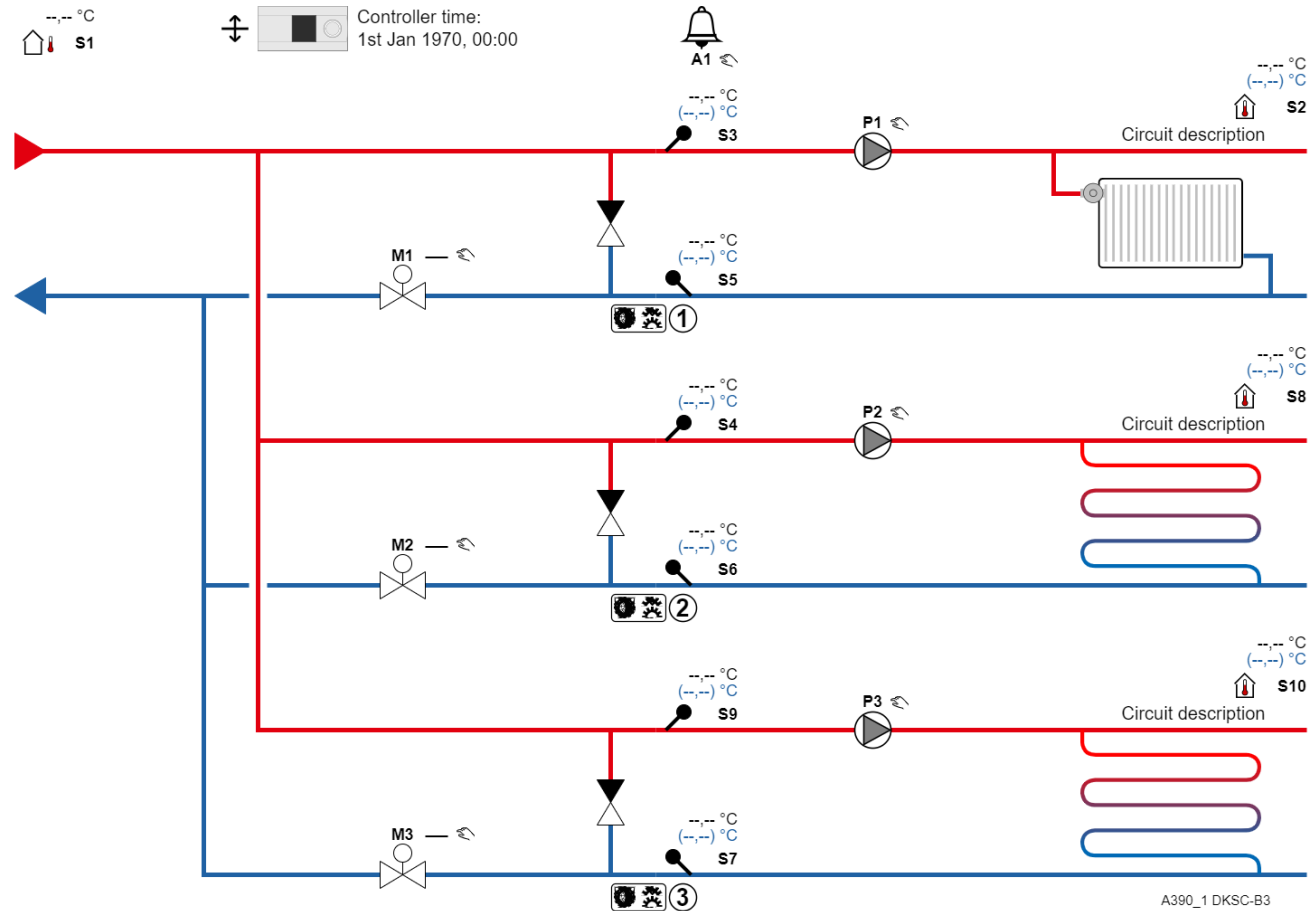 --,-- °C
S1
Controller time:
1st Jan 1970, 00:00
A1
--,-- °C
(--,--) °C
S2
--,-- °C
(--,--) °C
S3
P1
Circuit description
M1
--,-- °C
(--,--) °C
S5
1
--,-- °C
(--,--) °C
S8
--,-- °C
(--,--) °C
S4
P2
Circuit description
M2
--,-- °C
(--,--) °C
S6
2
--,-- °C
(--,--) °C
S10
--,-- °C
(--,--) °C
S9
P3
Circuit description
M3
--,-- °C
(--,--) °C
S7
3
A390_1 DKSC-B3